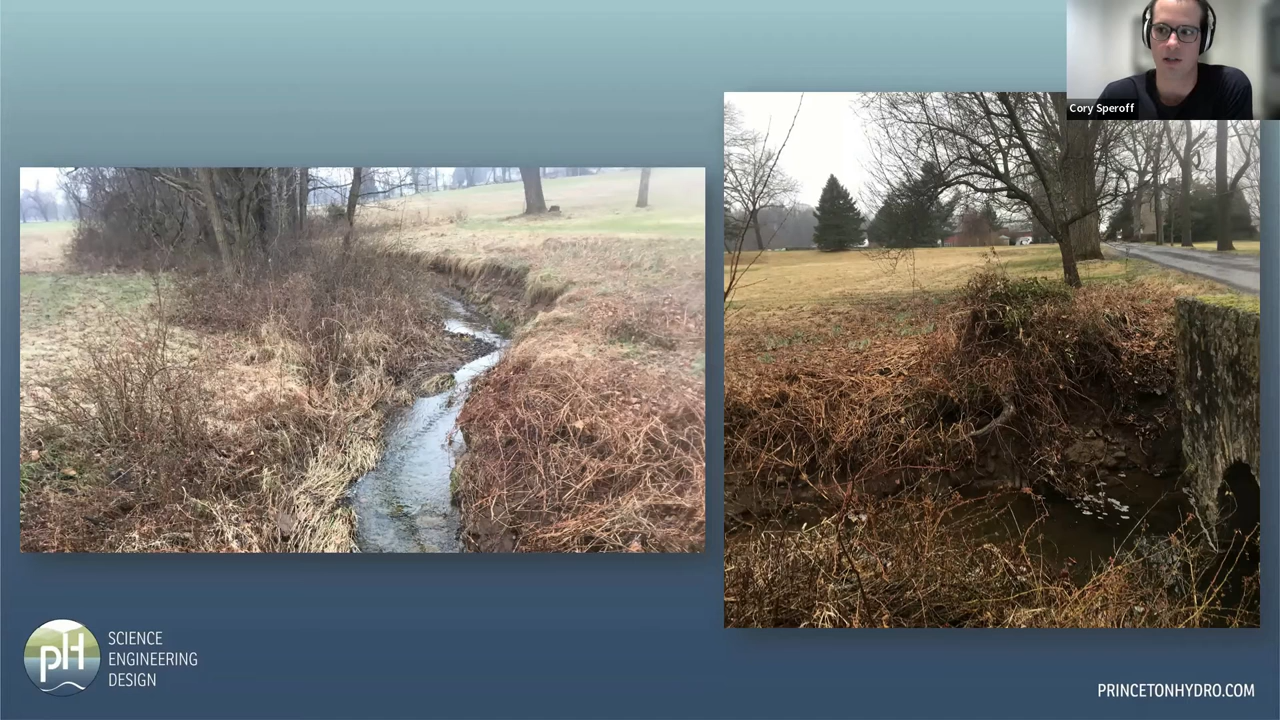 Cory Speroff
pH
SCIENCE
ENGINEERING
DESIGN
PRINCETONHYDRO.COM